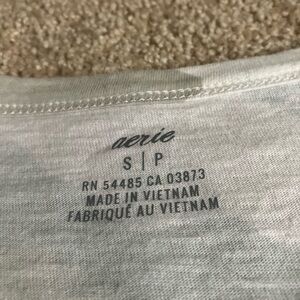 aerie
S | P
RN 54485 CA 03873
MADE IN VIETNAM
FABRIQUÉ AU VIETNAM